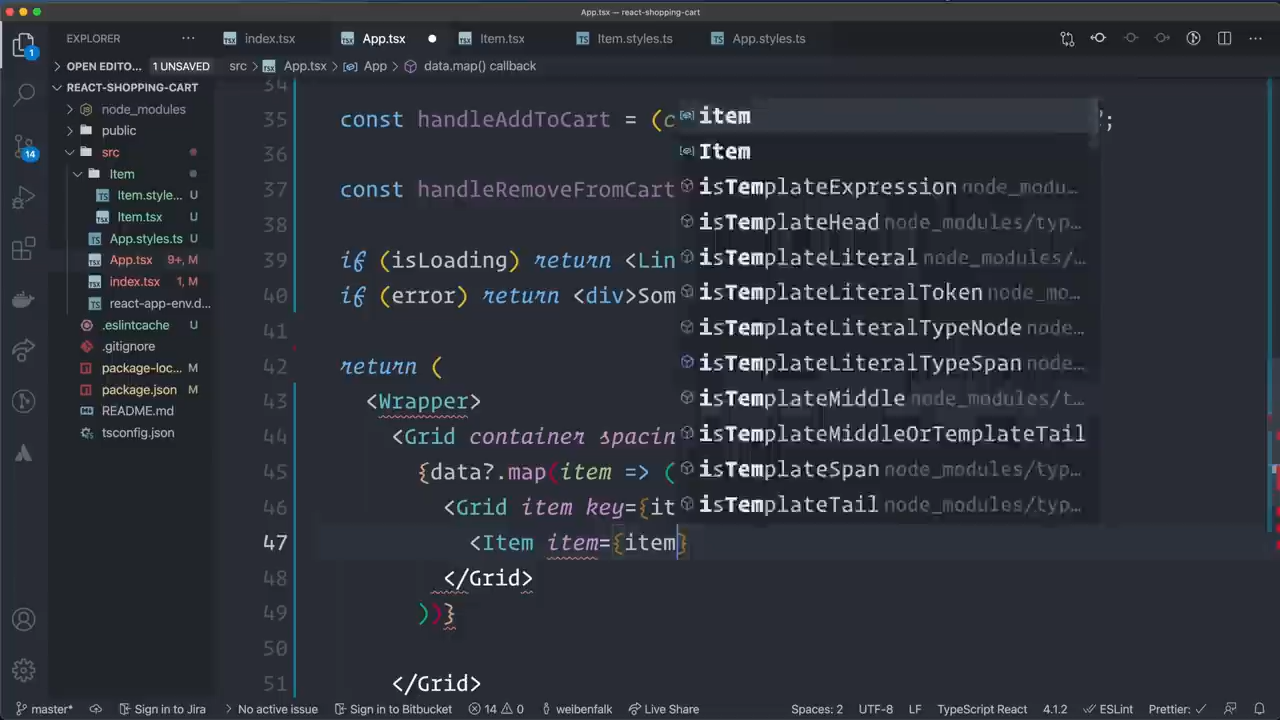 App.tsx — react-shopping-cart
EXPLORER
index.tsx
App.tsx
Item.tsx
Item.styles.ts
App.styles.ts
OPEN EDITO...
1 UNSAVED
src > App.tsx > App > data.map() callback
REACT-SHOPPING-CART
node_modules
public
src
Item
Item.style... U
Item.tsx U
App.styles.ts U
App.tsx 9+, M
index.tsx 1, M
react-app-env.d...
.eslintcache U
.gitignore
package-loc... M
package.json M
README.md
tsconfig.json
1
14
34
35 const handleAddToCart = (c ;
36
37 const handleRemoveFromCart
38
39 if (isLoading) return <Lin
40 if (error) return <div>Som
41
42 return (
43 <Wrapper>
44 <Grid container spacin
45 {data?.map(item => (
46 <Grid item key={it
47 <Item item={item}
48 </Grid>
49 ))}
50
51 </Grid>
item
Item
isTemplateExpression node_modu...
isTemplateHead node_modules/typ...
isTemplateLiteral node_modules/...
isTemplateLiteralToken node_mo...
isTemplateLiteralTypeNode node...
isTemplateLiteralTypeSpan node...
isTemplateMiddle node_modules/t...
isTemplateMiddleOrTemplateTail
isTemplateSpan node_modules/typ...
isTemplateTail node_modules/typ...
master* Sign in to Jira No active issue Sign in to Bitbucket 14 0 weibenfalk Live Share Spaces: 2 UTF-8 LF TypeScript React 4.1.2 ESLint Prettier: ✓